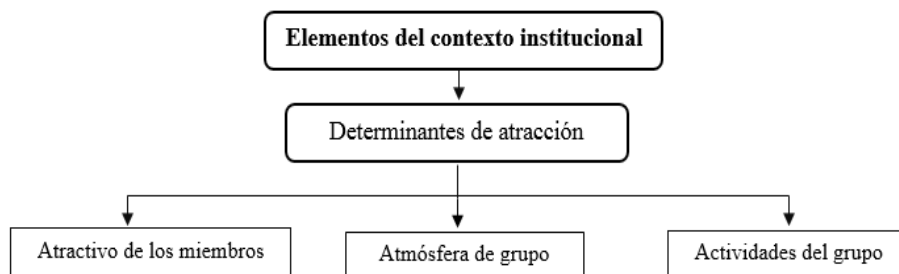 Elementos del contexto institucional
Determinantes de atracción
Atractivo de los miembros
Atmósfera de grupo
Actividades del grupo